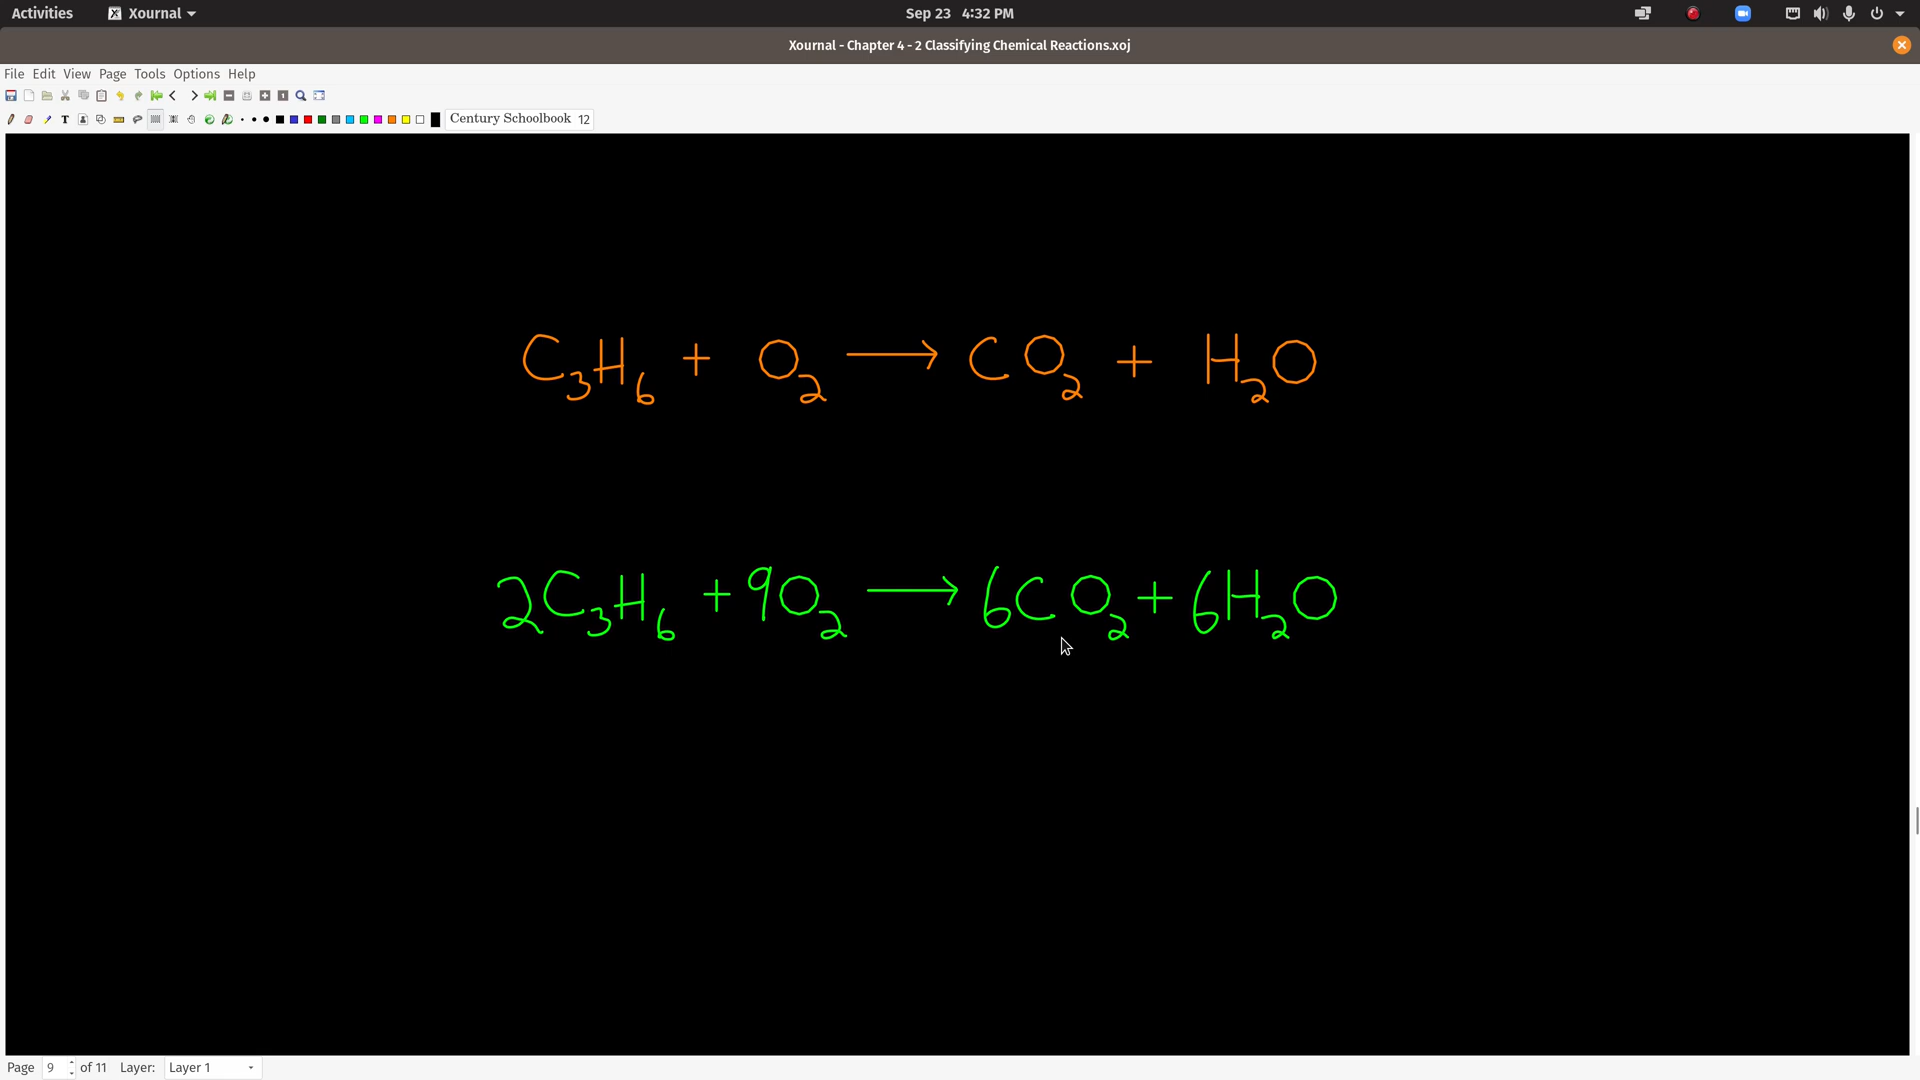 Activities Xournal Sep 23 4:32 PM
Xournal - Chapter 4 - 2 Classifying Chemical Reactions.xoj
File Edit View Page Tools Options Help
T Century Schoolbook 12
C₃H₆ + O₂ → CO₂ + H₂O
2C₃H₆ + 9O₂ → 6CO₂ + 6H₂O
Page 9 of 11 Layer: Layer 1